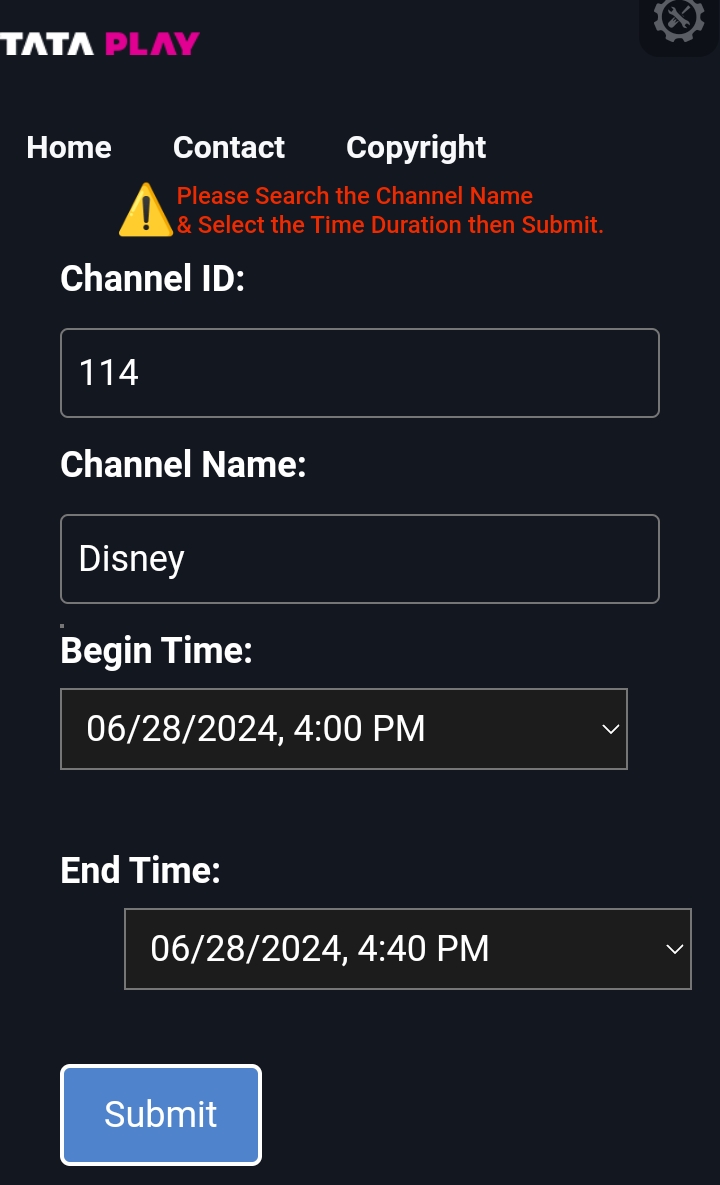 TATA PLAY
Home Contact Copyright
Please Search the Channel Name
& Select the Time Duration then Submit.
Channel ID:
114
Channel Name:
Disney
Begin Time:
06/28/2024, 4:00 PM
End Time:
06/28/2024, 4:40 PM
Submit